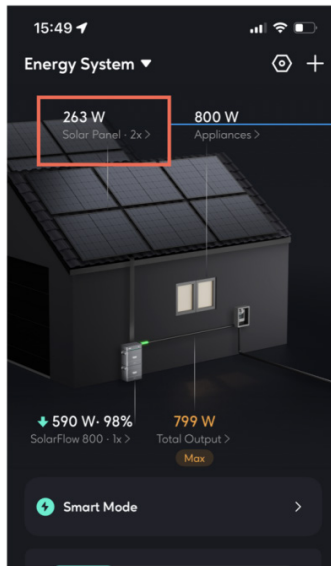 15:49
Energy System
263 W
Solar Panel · 2x >
800 W
Appliances >
590 W· 98%
SolarFlow 800 · 1x >
799 W
Total Output >
Max
Smart Mode